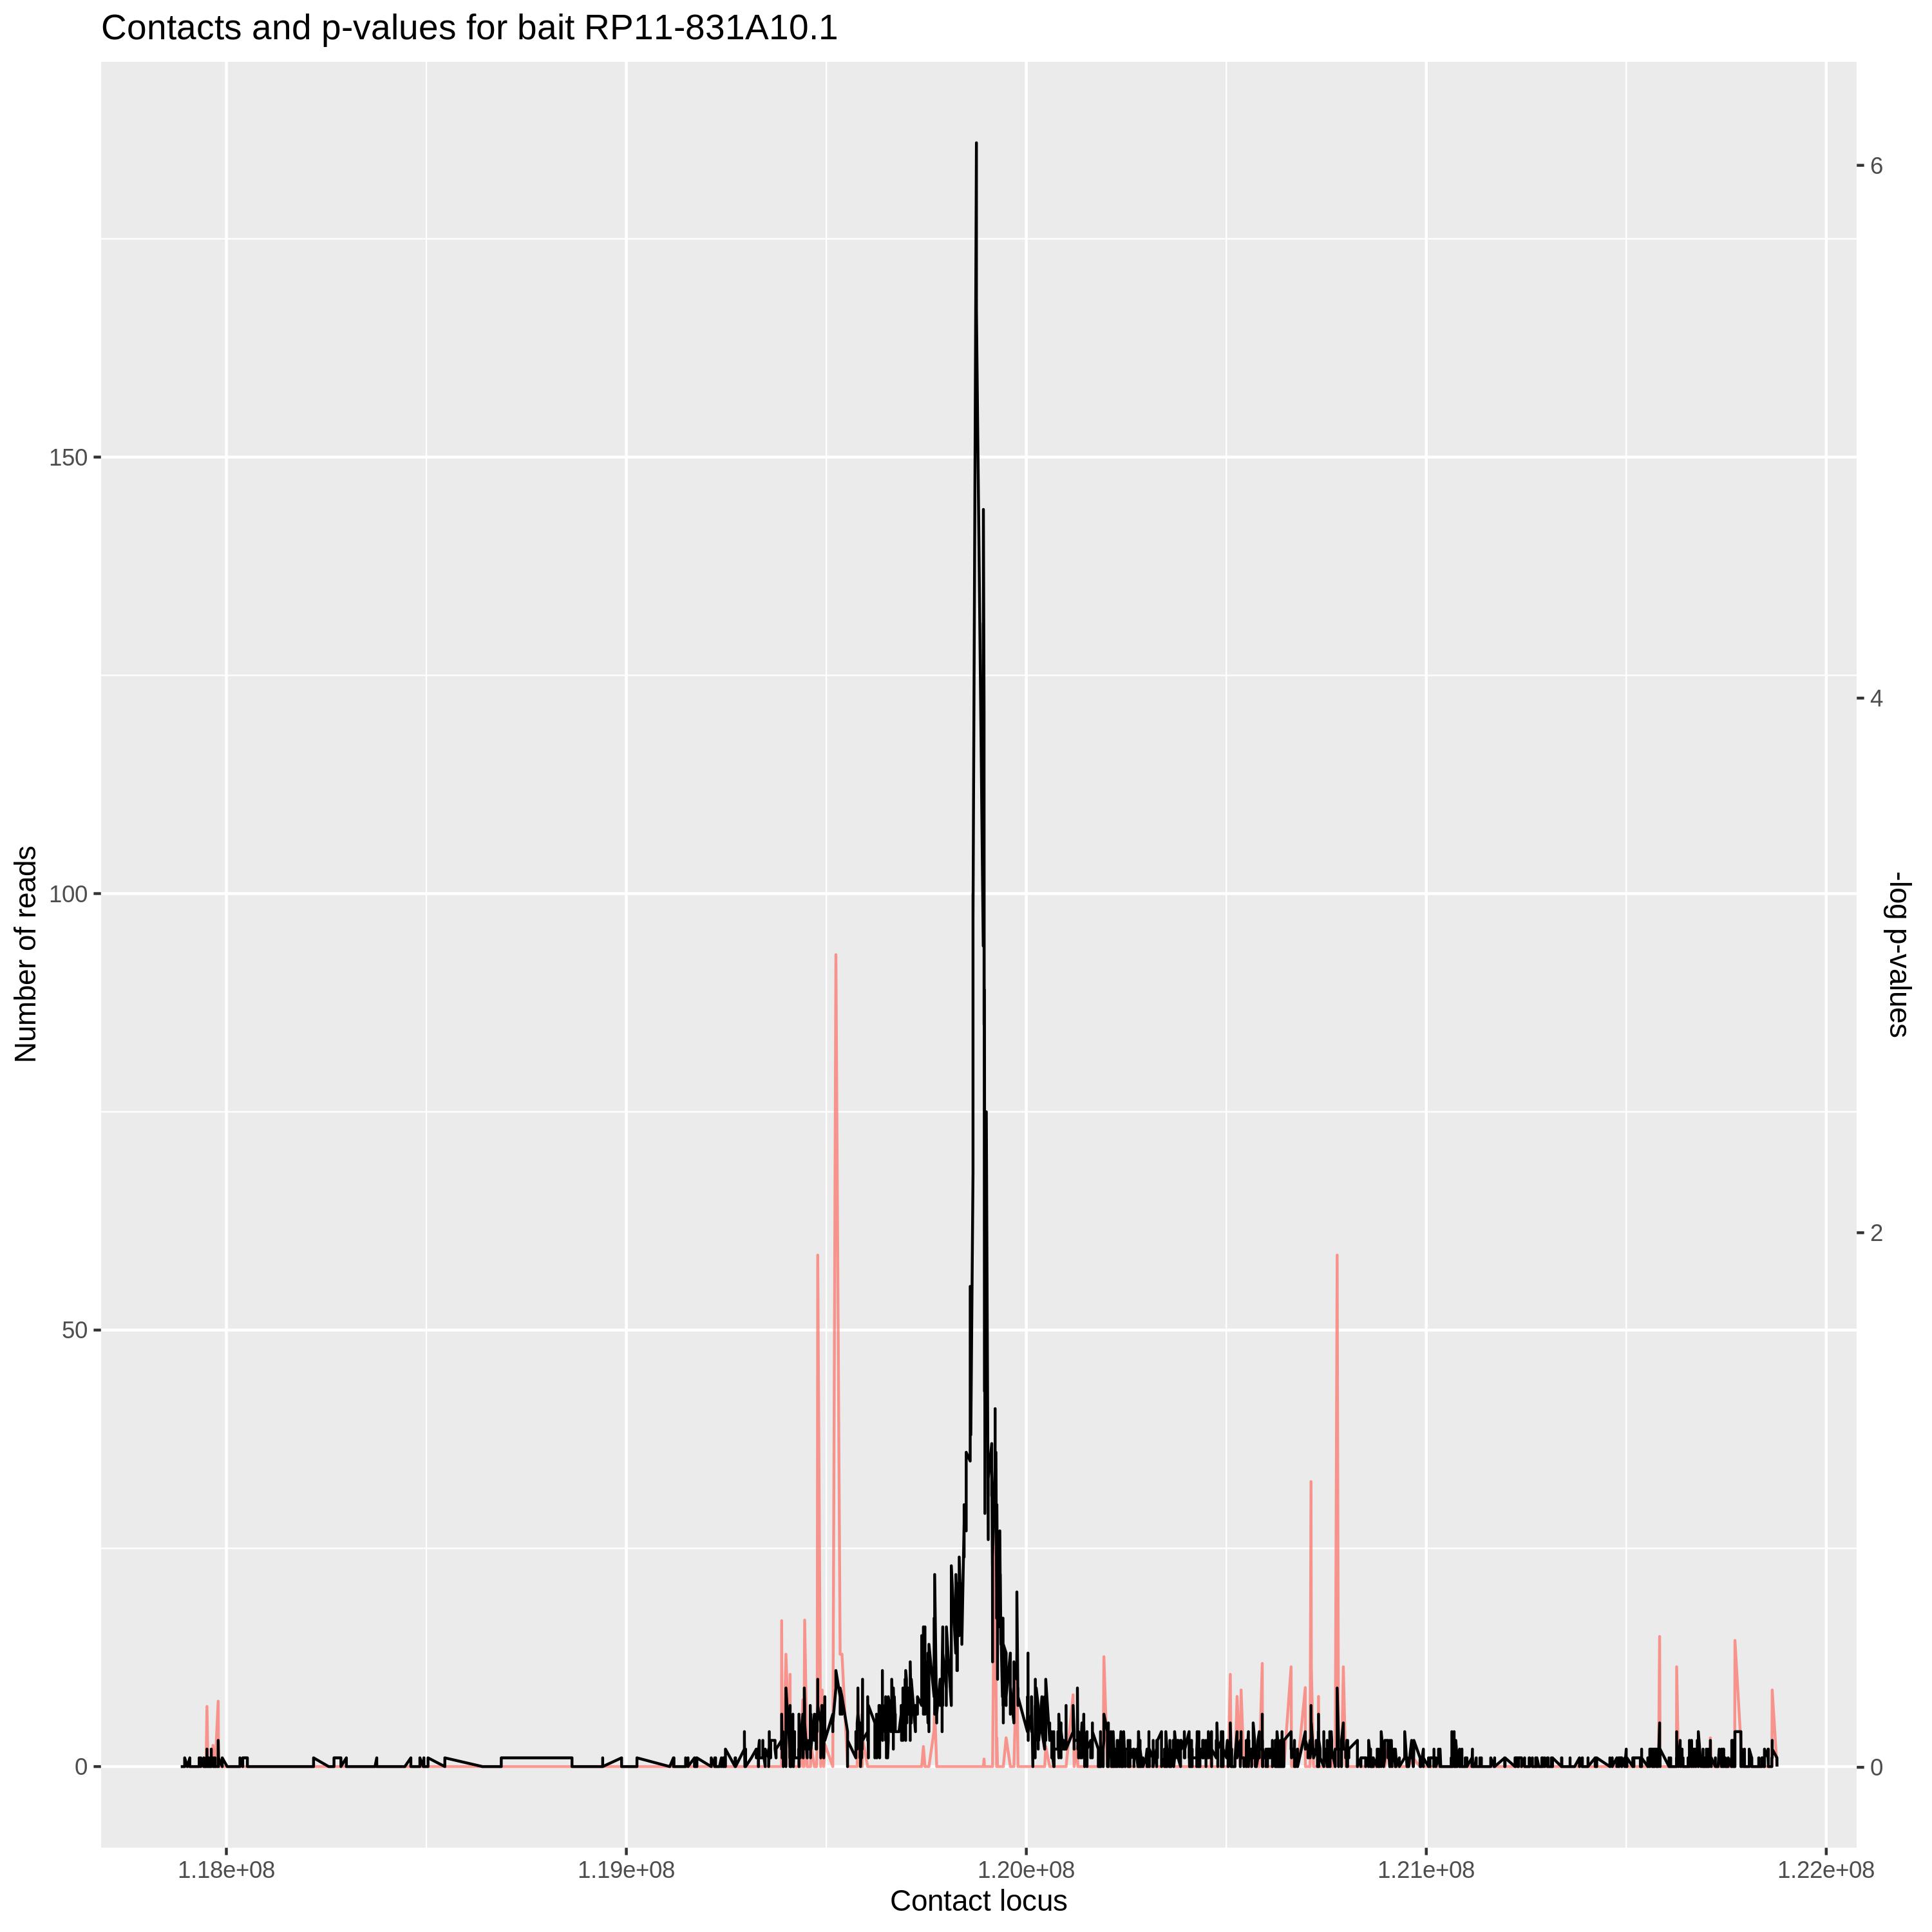 Contacts and p-values for bait RP11-831A10.1
150
100
50
0
Number of reads
6
4
2
0
-log p-values
1.18e+08
1.19e+08
1.20e+08
1.21e+08
1.22e+08
Contact locus